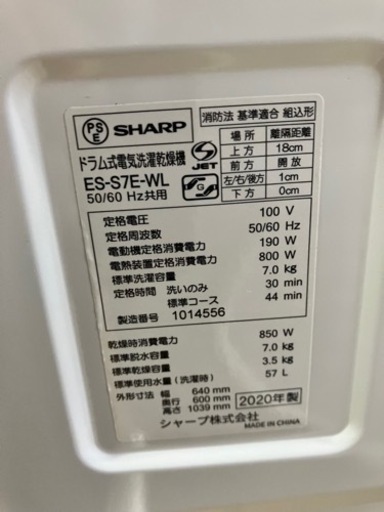 PSE SHARP
ドラム式電気洗濯乾燥機
ES-S7E-WL
50/60 Hz共用
JET
G
消防法 基準適合 組込形
場所 離隔距離
上方 18cm
前方 開放
左/右/後方 1cm
下方 0cm
定格電圧 100 V
定格周波数 50/60 Hz
電動機定格消費電力 190 W
電熱装置定格消費電力 800 W
標準洗濯容量 7.0 kg
定格時間 洗いのみ 30 min
標準コース 44 min
製造番号 1014556
乾燥時消費電力 850 W
標準脱水容量 7.0 kg
標準乾燥容量 3.5 kg
標準使用水量(洗濯時) 57 L
外形寸法 幅 640 mm
奥行 600 mm
高さ 1039 mm
2020年製
シャープ株式会社
MADE IN CHINA